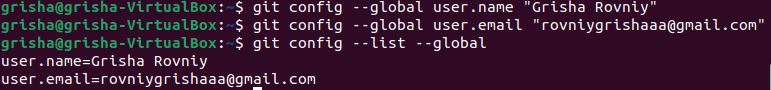 grisha@grisha-VirtualBox:~$ git config --global user.name "Grisha Rovniy"
grisha@grisha-VirtualBox:~$ git config --global user.email "rovniygrishaaa@gmail.com"
grisha@grisha-VirtualBox:~$ git config --list --global
user.name=Grisha Rovniy
user.email=rovniygrishaaa@gmail.com